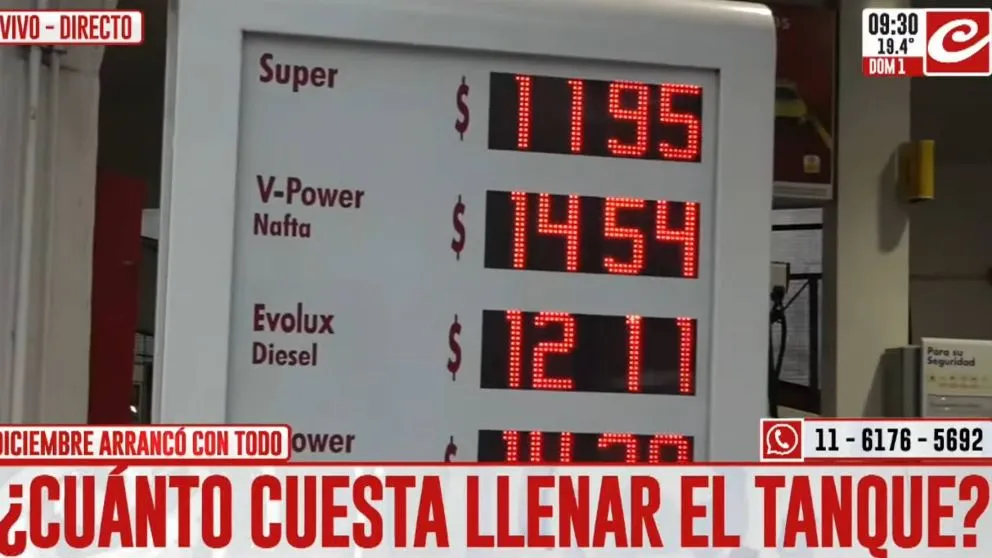 VIVO - DIRECTO
09:30
19.4°
DOM 1
Super
$ 1195
V-Power
Nafta
$ 1454
Evolux
Diesel
$ 1211
Para su
Seguridad
DICIEMBRE ARRANCÓ CON TODO
ower
$
11 - 6176 - 5692
¿CUÁNTO CUESTA LLENAR EL TANQUE?